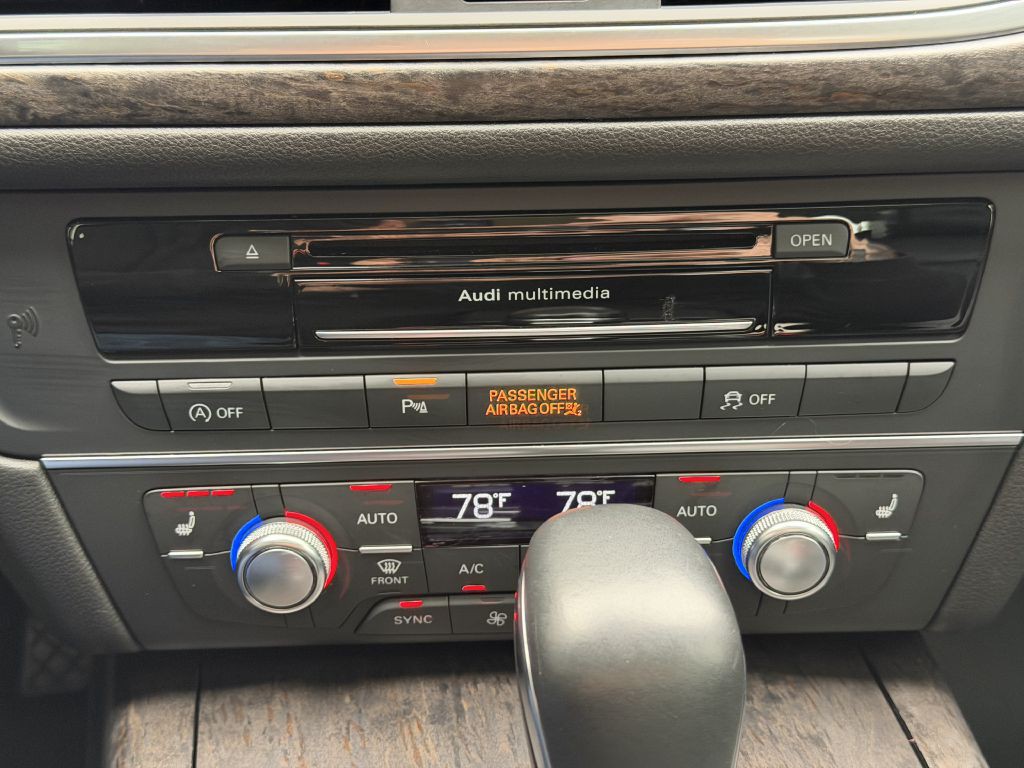 OPEN
Audi multimedia
A OFF
P
PASSENGER
AIRBAG OFF
OFF
78°F
78°F
AUTO
AUTO
A/C
FRONT
SYNC